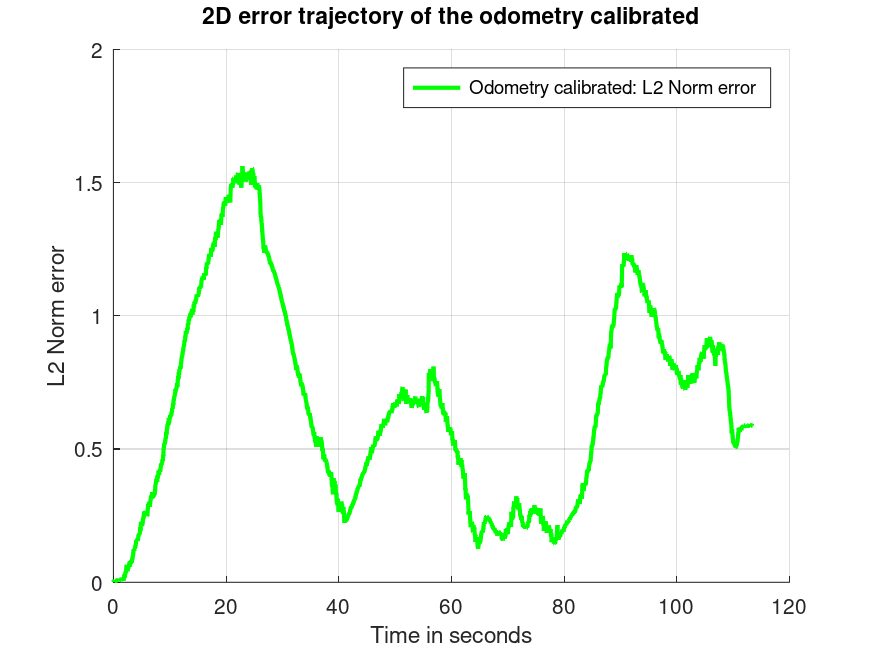 2D error trajectory of the odometry calibrated
2
Odometry calibrated: L2 Norm error
1.5
1
0.5
0
L2 Norm error
0 20 40 60 80 100 120
Time in seconds